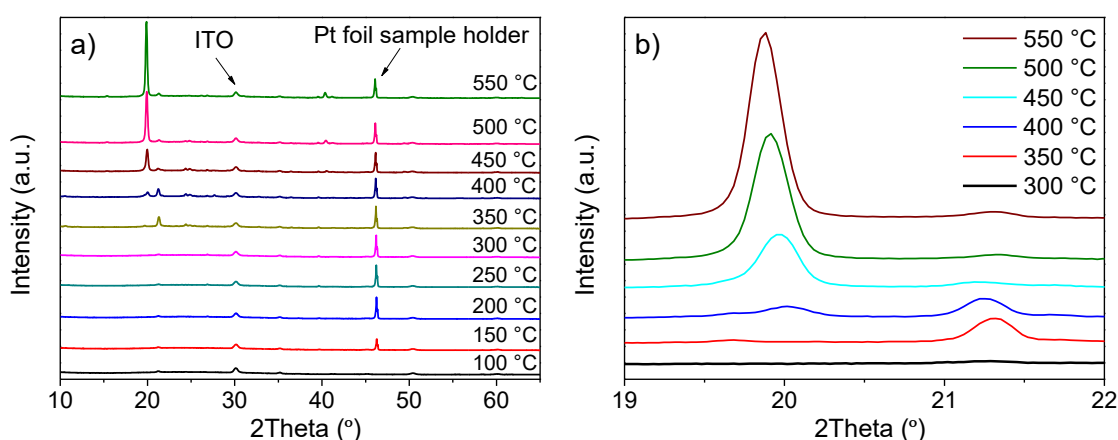 a)
ITO
Pt foil sample holder
550 °C
500 °C
450 °C
400 °C
350 °C
300 °C
250 °C
200 °C
150 °C
100 °C
Intensity (a.u.)
10 20 30 40 50 60
2Theta (º)
b)
550 °C
500 °C
450 °C
400 °C
350 °C
300 °C
Intensity (a.u.)
19 20 21 22
2Theta (º)